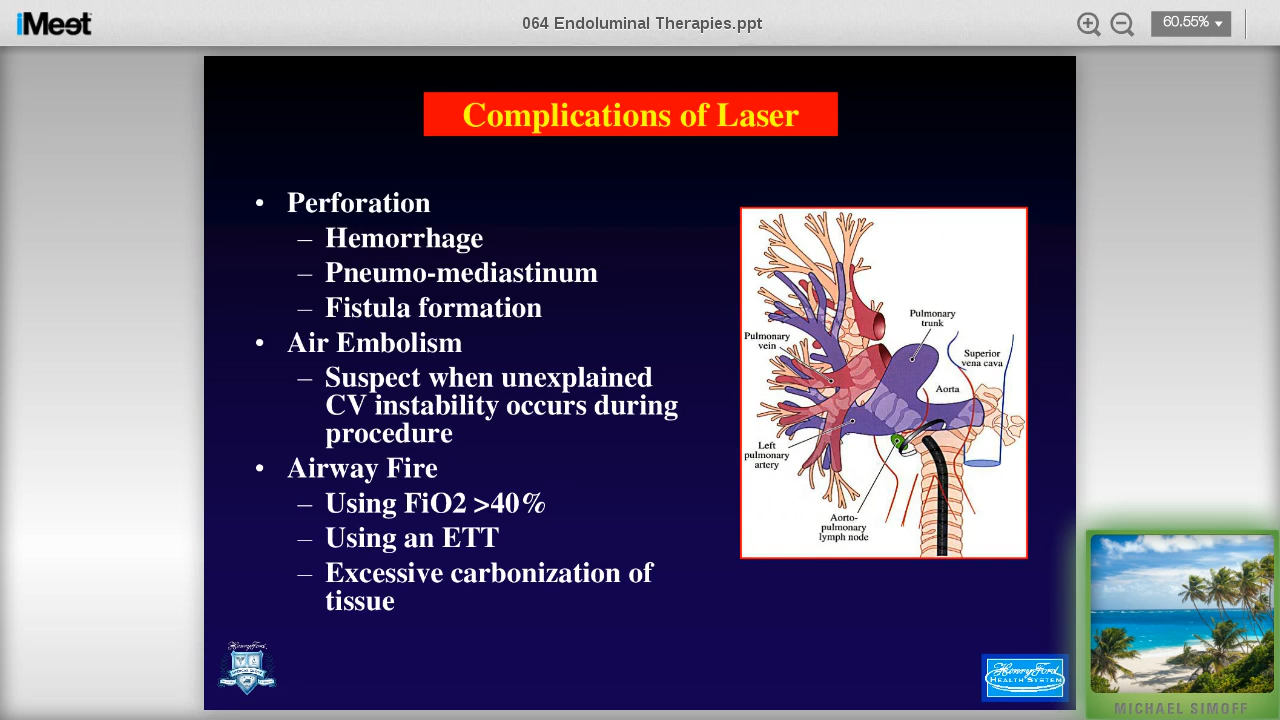 iMeet
064 Endoluminal Therapies.ppt
60.55%
Complications of Laser
• Perforation
– Hemorrhage
– Pneumo-mediastinum
– Fistula formation
• Air Embolism
– Suspect when unexplained
CV instability occurs during
procedure
• Airway Fire
– Using FiO2 >40%
– Using an ETT
– Excessive carbonization of
tissue
Pulmonary
trunk
Pulmonary
vein
Superior
vena cava
Aorta
Left
pulmonary
artery
Aorto-
pulmonary
lymph node
Henry Ford
Henry Ford
HEALTH SYSTEM
MICHAEL SIMOFF